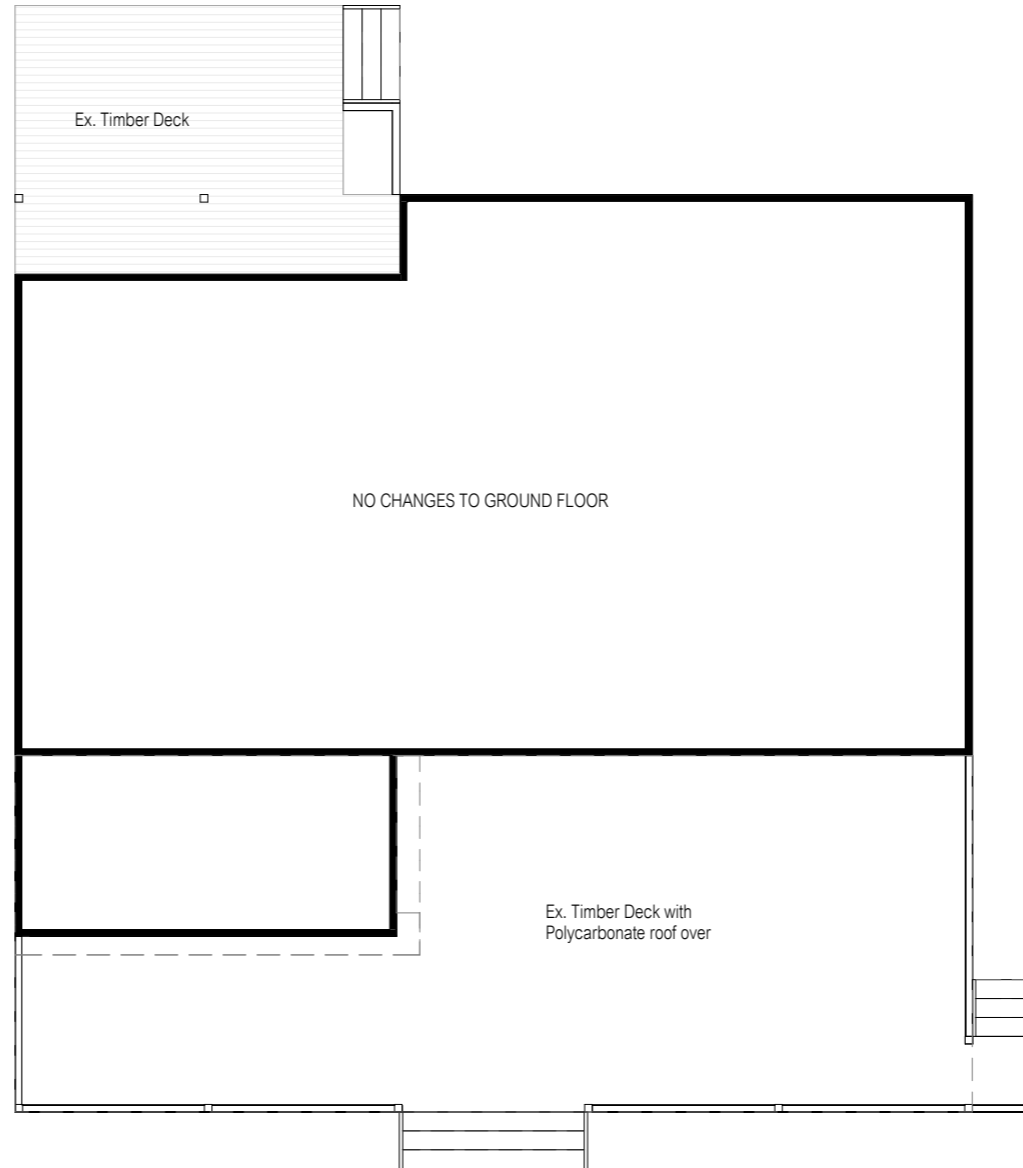 Ex. Timber Deck
NO CHANGES TO GROUND FLOOR
Ex. Timber Deck with
Polycarbonate roof over